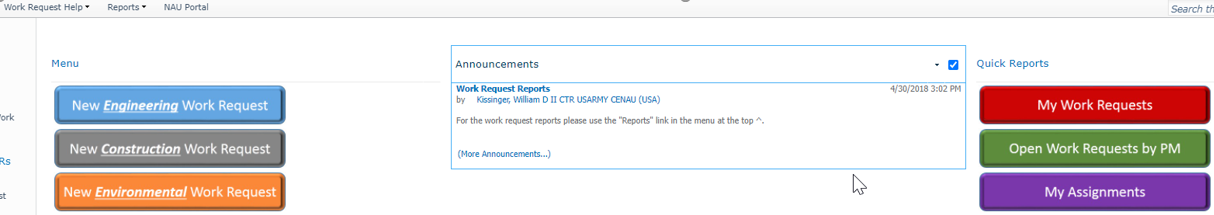 Work Request Help
Reports
NAU Portal
Search th
Menu
New Engineering Work Request
New Construction Work Request
New Environmental Work Request
Announcements
Work Request Reports
4/30/2018 3:02 PM
by Kissinger, William D II CTR USARMY CENAU (USA)
For the work request reports please use the "Reports" link in the menu at the top ^.
(More Announcements...)
Quick Reports
My Work Requests
Open Work Requests by PM
My Assignments
ork
Rs
st